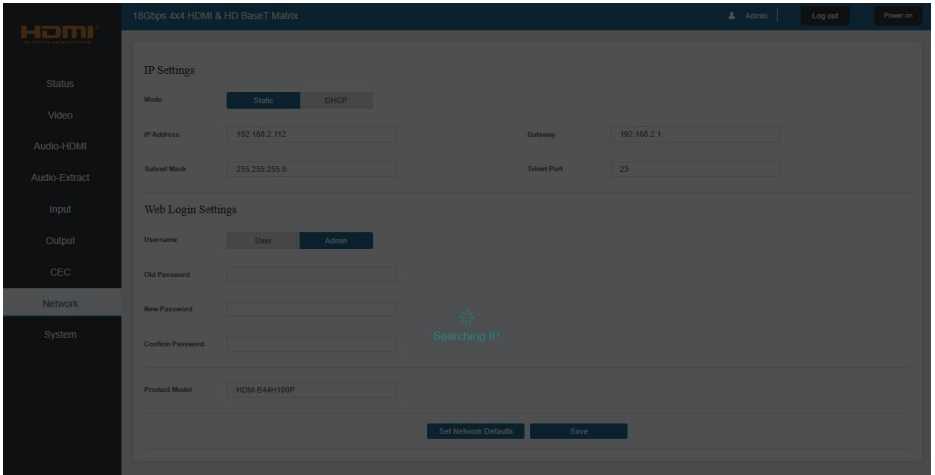 18Gbps 4x4 HDMI & HD BaseT Matrix
Admin
Log out
Power on
HDMI
Status
Video
Audio-HDMI
Audio-Extract
Input
Output
CEC
Network
System
IP Settings
Mode
Static
DHCP
IP Address
192.168.2.112
Gateway
192.168.2.1
Subnet Mask
255.255.255.0
Telnet Port
23
Web Login Settings
Username
User
Admin
Old Password
New Password
Confirm Password
Searching IP
Product Model
HDM-B44H100P
Set Network Defaults
Save